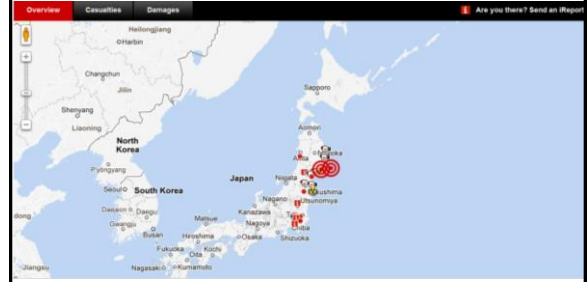 Overview Casualties Damages
Are you there? Send an iReport
Heilongjiang
Harbin
Changchun
Jilin
Sapporo
Shenyang
Liaoning
Aomori
North
Korea
Akita
P'yongyang
Niigata
Seoul South Korea
Japan
Utsunomiya
Nagano
Daejeon Daegu
Kanazawa
Gwangju
Matsue
Nagoya
Chiba
Busan
Hiroshima
Osaka
Shizuoka
Fukuoka
Kochi
Oita
Jiangsu
Nagasaki Kumamoto